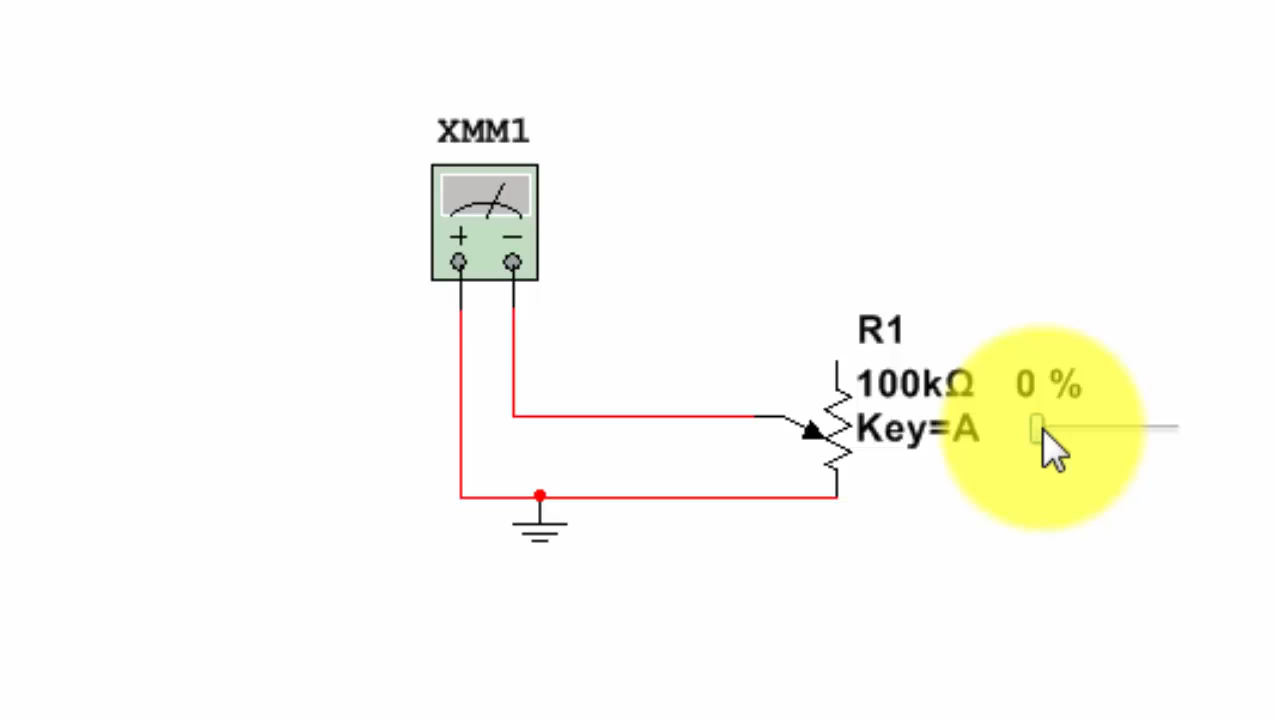 XMM1
+ −
R1
100kΩ 0 %
Key=A